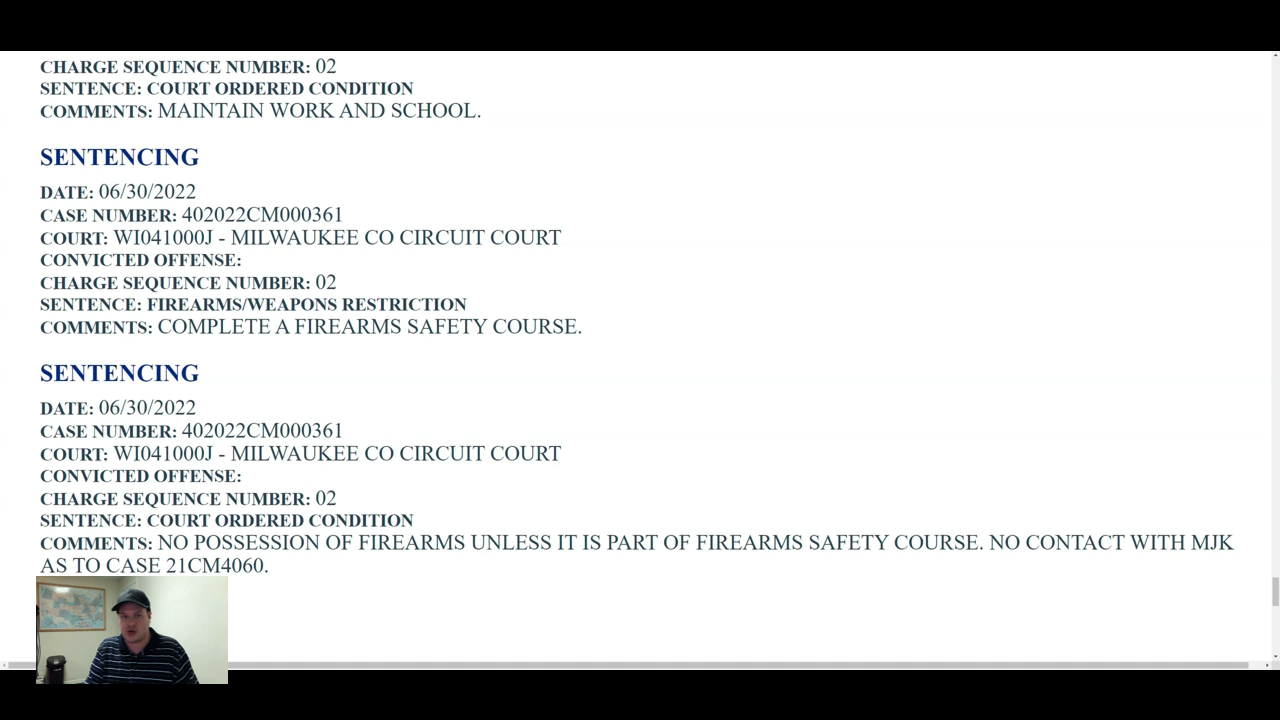 CHARGE SEQUENCE NUMBER: 02
SENTENCE: COURT ORDERED CONDITION
COMMENTS: MAINTAIN WORK AND SCHOOL.
SENTENCING
DATE: 06/30/2022
CASE NUMBER: 402022CM000361
COURT: WI041000J - MILWAUKEE CO CIRCUIT COURT
CONVICTED OFFENSE:
CHARGE SEQUENCE NUMBER: 02
SENTENCE: FIREARMS/WEAPONS RESTRICTION
COMMENTS: COMPLETE A FIREARMS SAFETY COURSE.
SENTENCING
DATE: 06/30/2022
CASE NUMBER: 402022CM000361
COURT: WI041000J - MILWAUKEE CO CIRCUIT COURT
CONVICTED OFFENSE:
CHARGE SEQUENCE NUMBER: 02
SENTENCE: COURT ORDERED CONDITION
COMMENTS: NO POSSESSION OF FIREARMS UNLESS IT IS PART OF FIREARMS SAFETY COURSE. NO CONTACT WITH MJK
AS TO CASE 21CM4060.